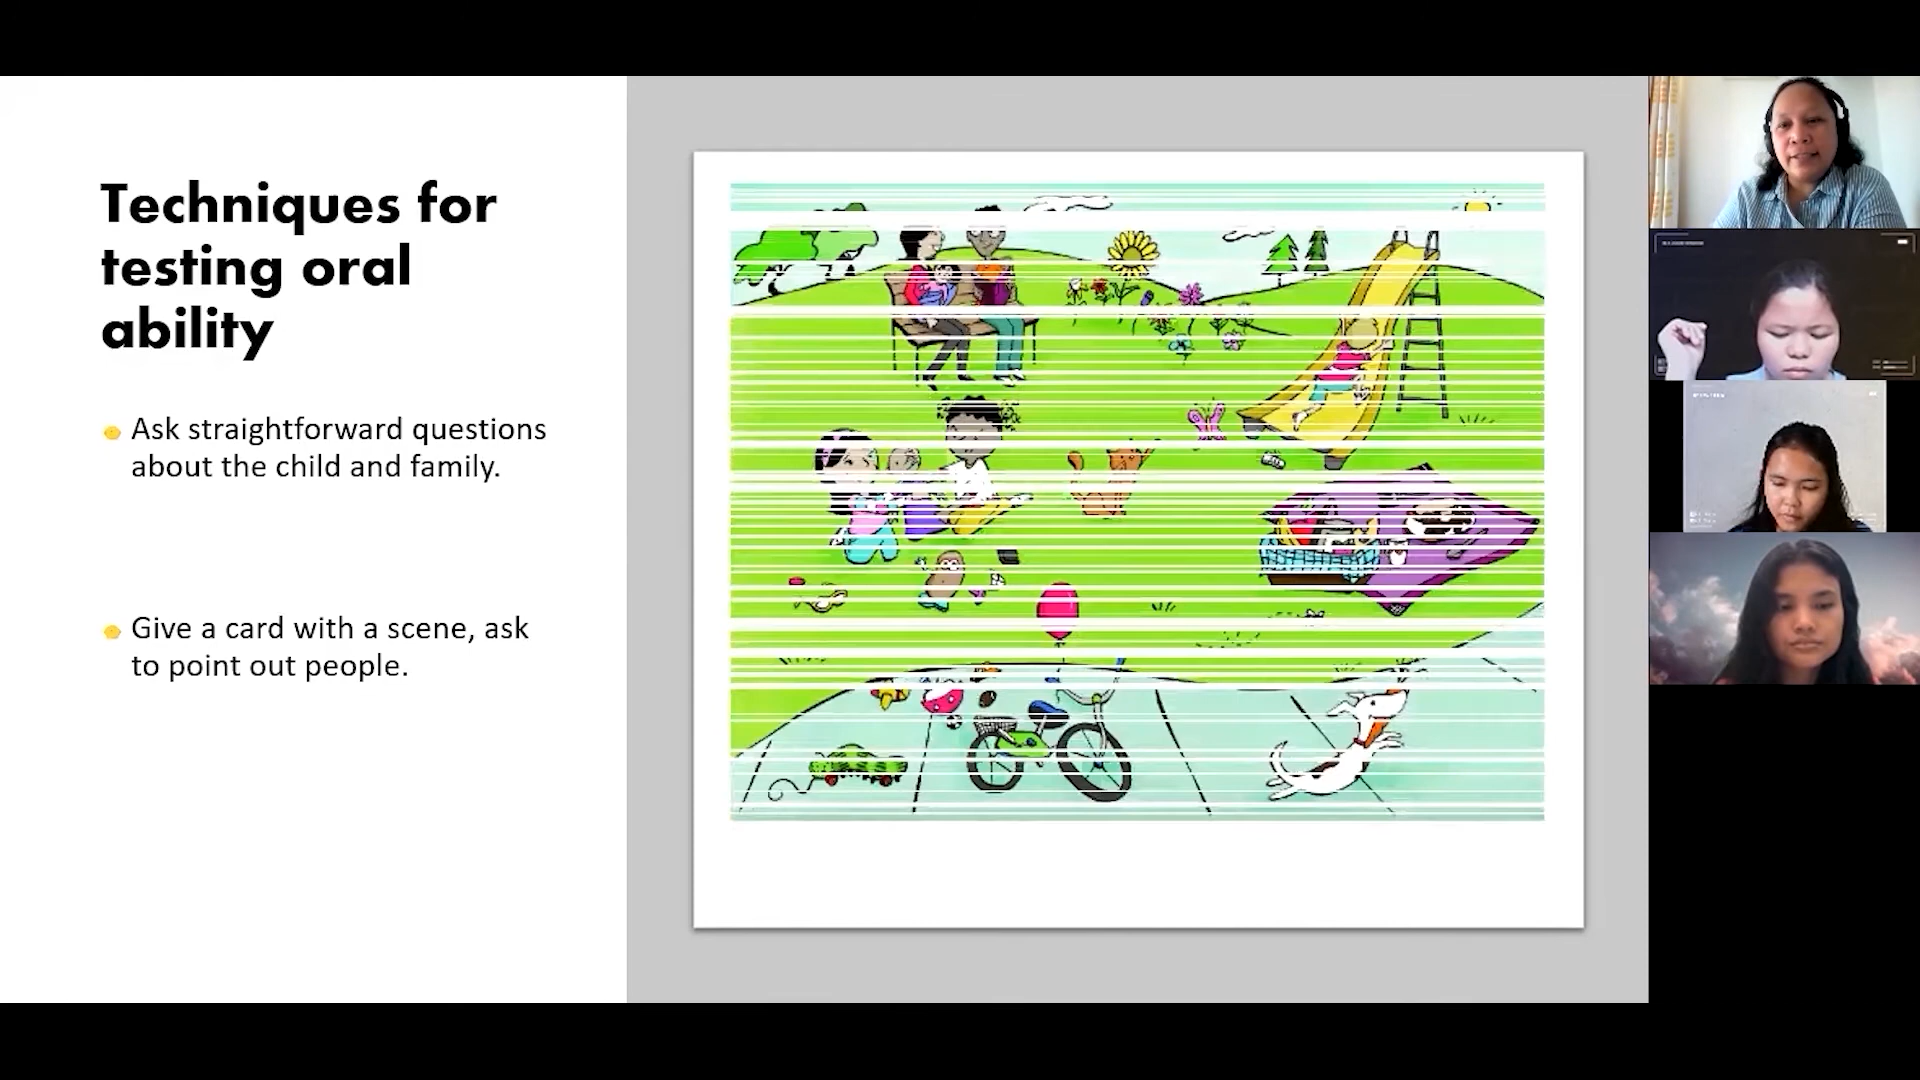 Techniques for
testing oral
ability
Ask straightforward questions
about the child and family.
Give a card with a scene, ask
to point out people.